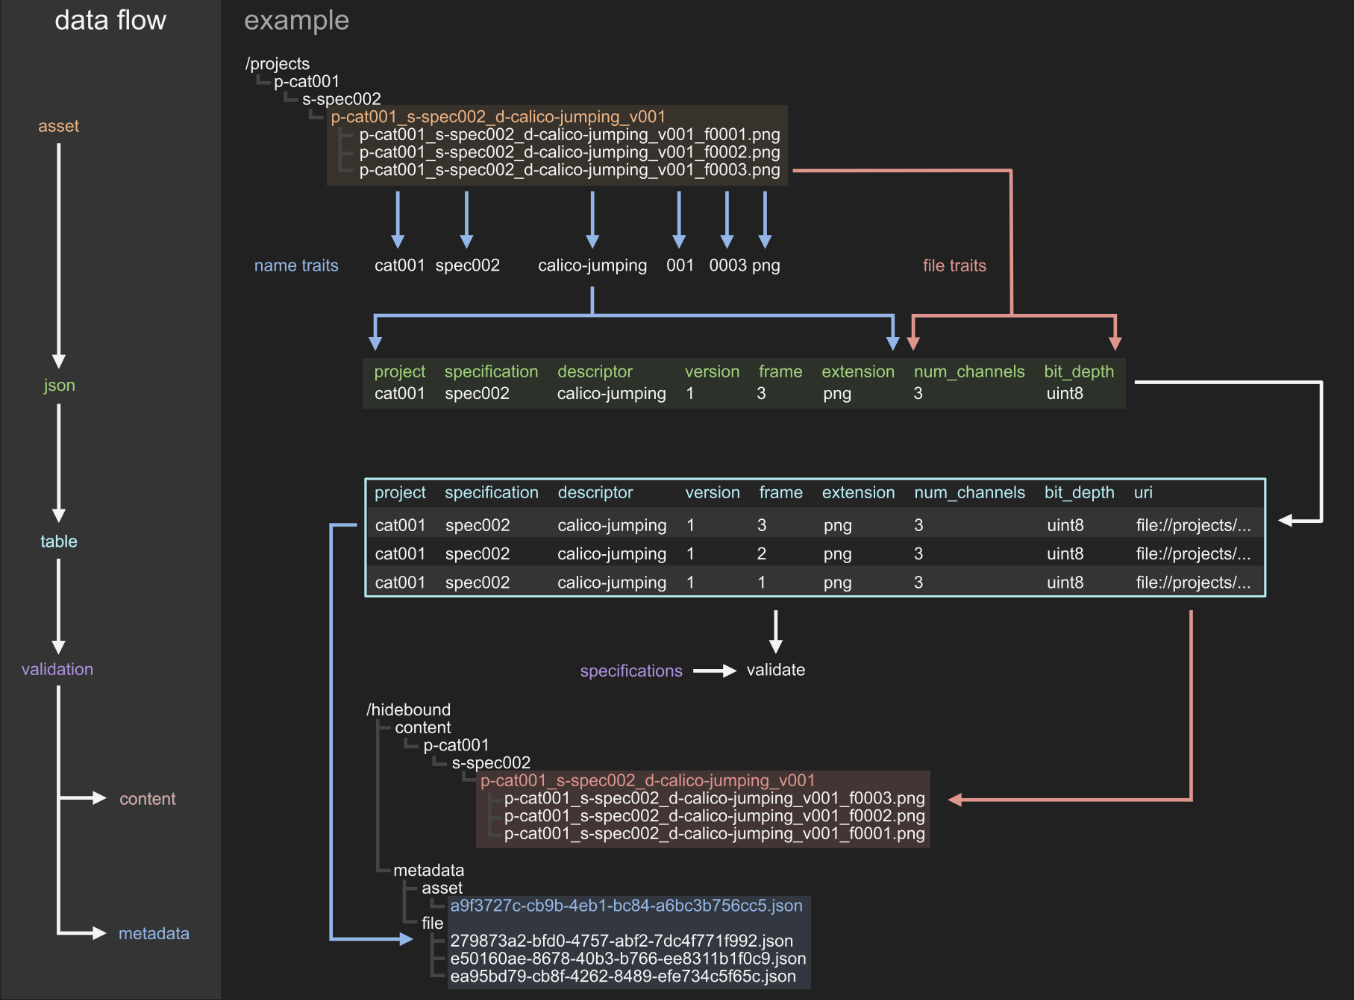 data flow
example
asset
json
table
validation
content
metadata
/projects
p-cat001
s-spec002
p-cat001_s-spec002_d-calico-jumping_v001
p-cat001_s-spec002_d-calico-jumping_v001_f0001.png
p-cat001_s-spec002_d-calico-jumping_v001_f0002.png
p-cat001_s-spec002_d-calico-jumping_v001_f0003.png
name traits cat001 spec002 calico-jumping 001 0003 png file traits
project specification descriptor version frame extension num_channels bit_depth
cat001 spec002 calico-jumping 1 3 png 3 uint8
project specification descriptor version frame extension num_channels bit_depth uri
cat001 spec002 calico-jumping 1 3 png 3 uint8 file://projects/...
cat001 spec002 calico-jumping 1 2 png 3 uint8 file://projects/...
cat001 spec002 calico-jumping 1 1 png 3 uint8 file://projects/...
specifications validate
/hidebound
content
p-cat001
s-spec002
p-cat001_s-spec002_d-calico-jumping_v001
p-cat001_s-spec002_d-calico-jumping_v001_f0003.png
p-cat001_s-spec002_d-calico-jumping_v001_f0002.png
p-cat001_s-spec002_d-calico-jumping_v001_f0001.png
metadata
asset
a9f3727c-cb9b-4eb1-bc84-a6bc3b756cc5.json
file
279873a2-bfd0-4757-abf2-7dc4f771f992.json
e50160ae-8678-40b3-b766-ee8311b1f0c9.json
ea95bd79-cb8f-4262-8489-efe734c5f65c.json